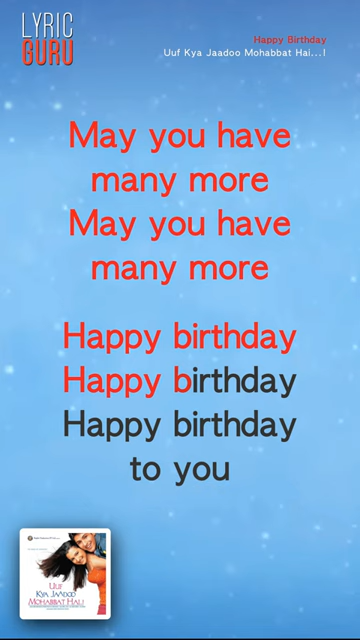 LYRIC
GURU
Happy Birthday
Uuf Kya Jaadoo Mohabbat Hai...!
May you have
many more
May you have
many more
Happy birthday
Happy birthday
Happy birthday
to you
UUF
KYA JAADOO
MOHABBAT HAI